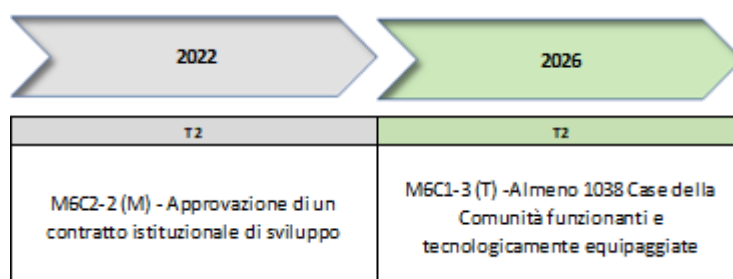 2022
2026
T2
T2
M6C2-2 (M) - Approvazione di un
contratto istituzionale di sviluppo
M6C1-3 (T) -Almeno 1038 Case della
Comunità funzionanti e
tecnologicamente equipaggiate